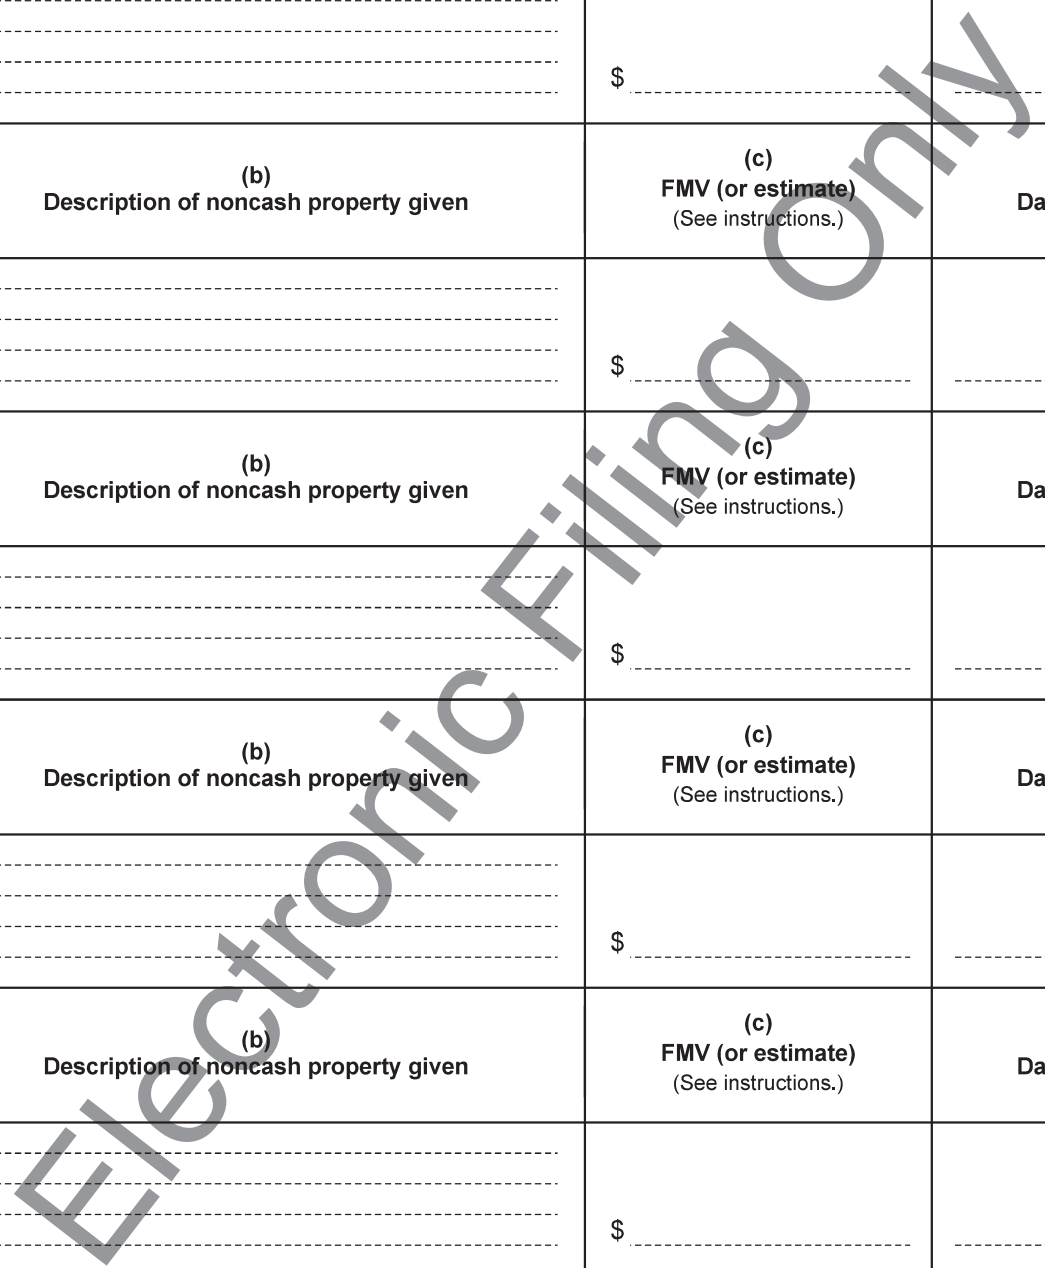 $
(b)
Description of noncash property given
(c)
FMV (or estimate)
(See instructions.)
Da
$
(b)
Description of noncash property given
(c)
FMV (or estimate)
(See instructions.)
Da
$
(b)
Description of noncash property given
(c)
FMV (or estimate)
(See instructions.)
Da
$
(b)
Description of noncash property given
(c)
FMV (or estimate)
(See instructions.)
Da
$
Electronic Filing Only